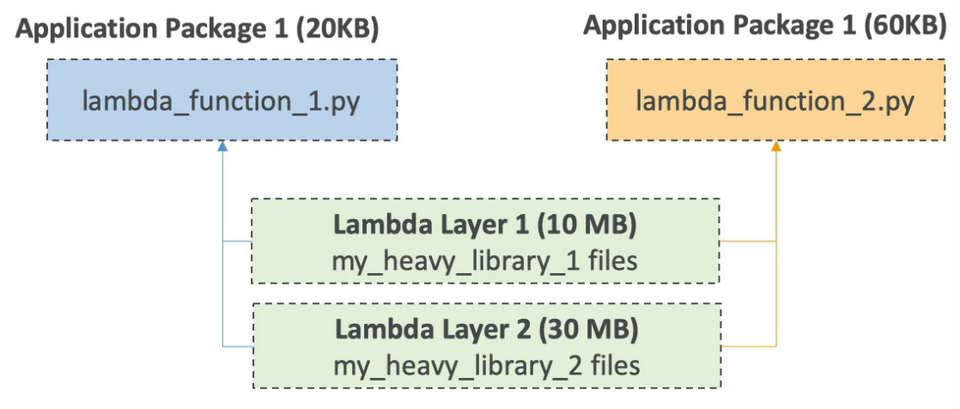 Application Package 1 (20KB)
Application Package 1 (60KB)
lambda_function_1.py
lambda_function_2.py
Lambda Layer 1 (10 MB)
my_heavy_library_1 files
Lambda Layer 2 (30 MB)
my_heavy_library_2 files